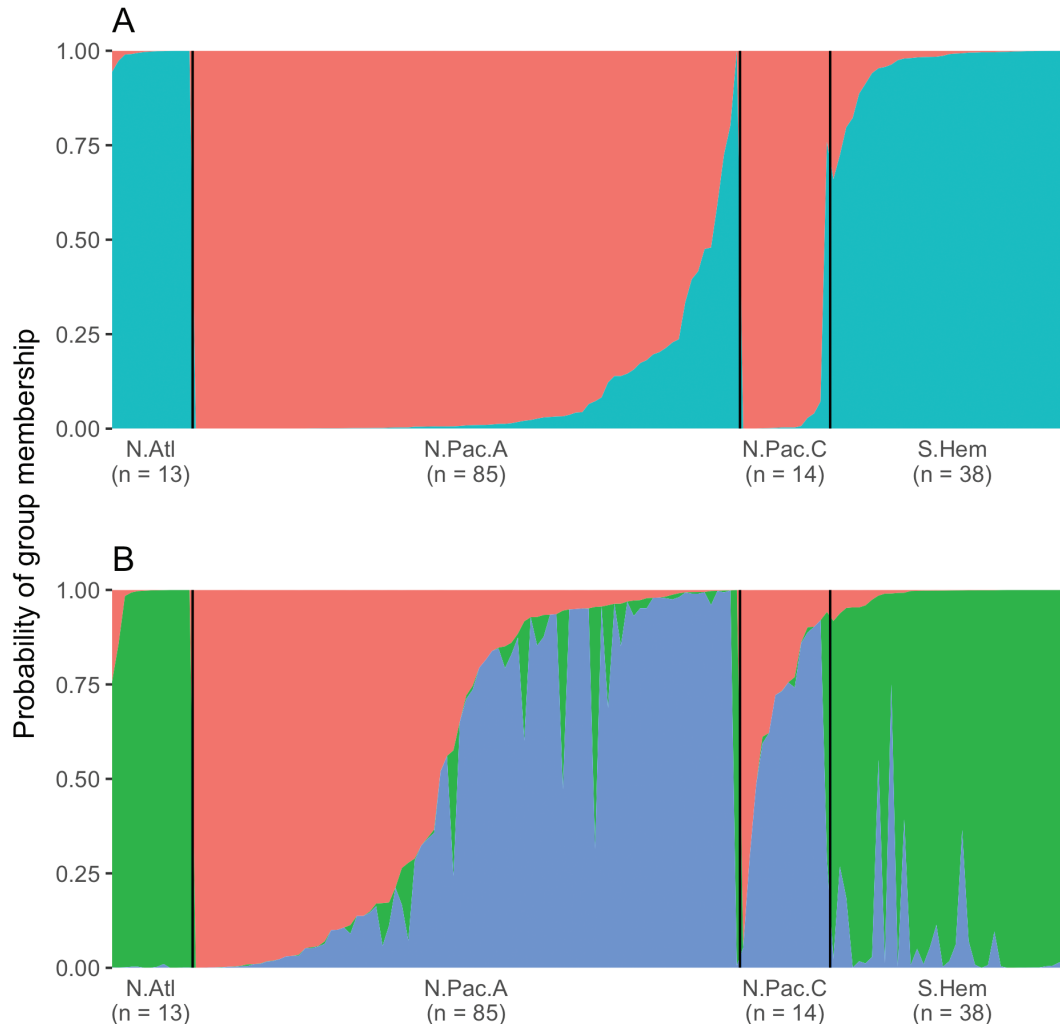 A
Probability of group membership
1.00
0.75
0.50
0.25
0.00
N.Atl
(n = 13)
N.Pac.A
(n = 85)
N.Pac.C
(n = 14)
S.Hem
(n = 38)
B
1.00
0.75
0.50
0.25
0.00
N.Atl
(n = 13)
N.Pac.A
(n = 85)
N.Pac.C
(n = 14)
S.Hem
(n = 38)